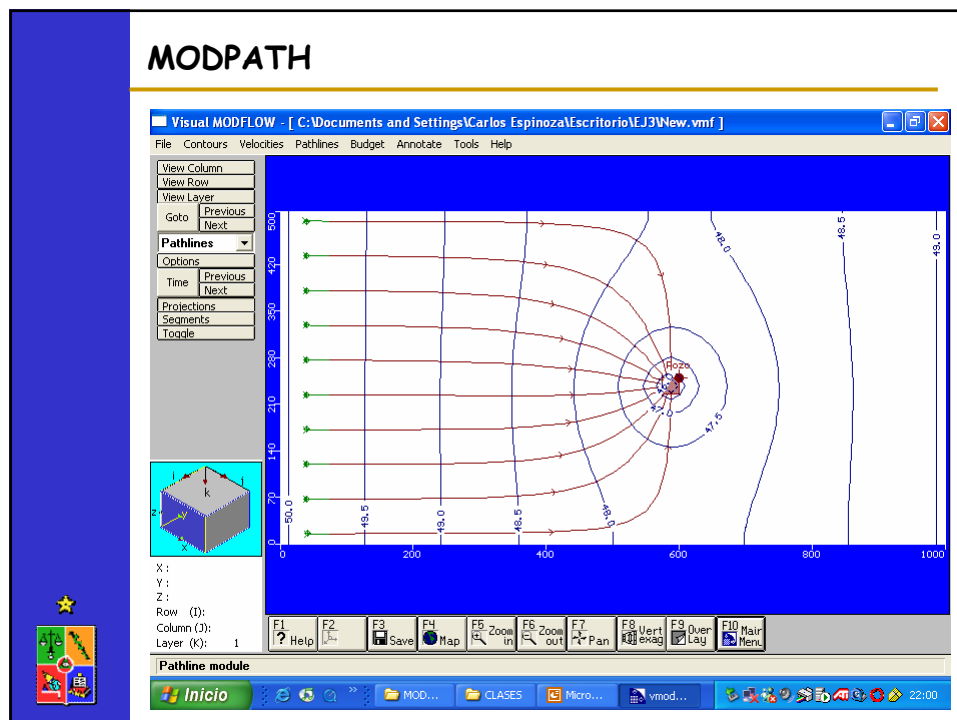 MODPATH
Visual MODFLOW - [ C:\Documents and Settings\Carlos Espinoza\Escritorio\EJ3\New.vmf ]
File Contours Velocities Pathlines Budget Annotate Tools Help
View Column
View Row
View Layer
Goto Previous
Next
Pathlines
Options
Time Previous
Next
Projections
Segments
Toggle
500
420
350
280
210
140
70
0
0 200 400 600 800 1000
50.0
49.5
49.0
48.5
48.0
Pozo
47.0
47.5
48.0
48.5
49.0
i j
k
z
y
x
X :
Y :
Z :
Row (I):
Column (J):
Layer (K): 1
F1 ? Help
F2
F3 Save
F4 Map
F5 Zoom in
F6 Zoom out
F7 Pan
F8 Vert exag
F9 Over Lay
F10 Main Menu
Pathline module
Inicio
MOD...
CLASES
Micro...
vmod...
22:00